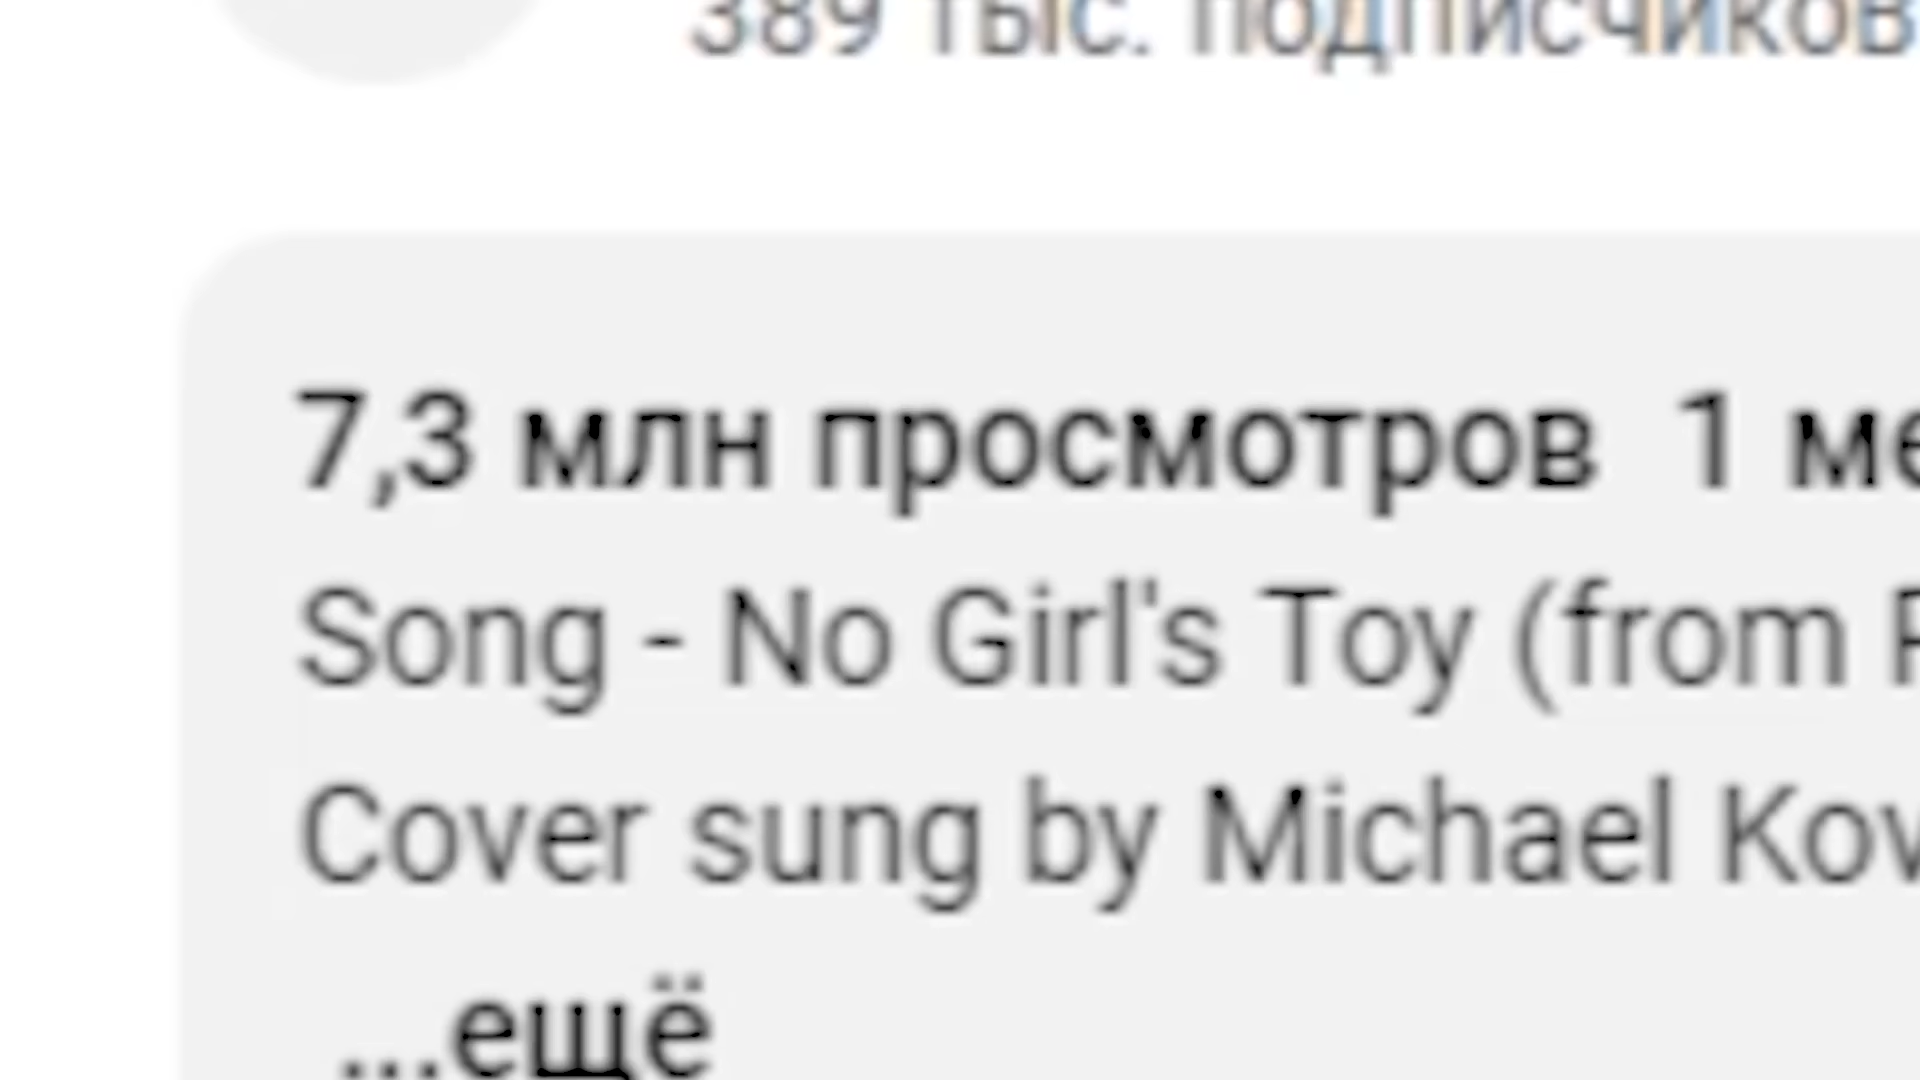 389 тыс. подписчиков
7,3 млн просмотров 1
Song - No Girl's Toy (from
Cover sung by Michael
...ещё